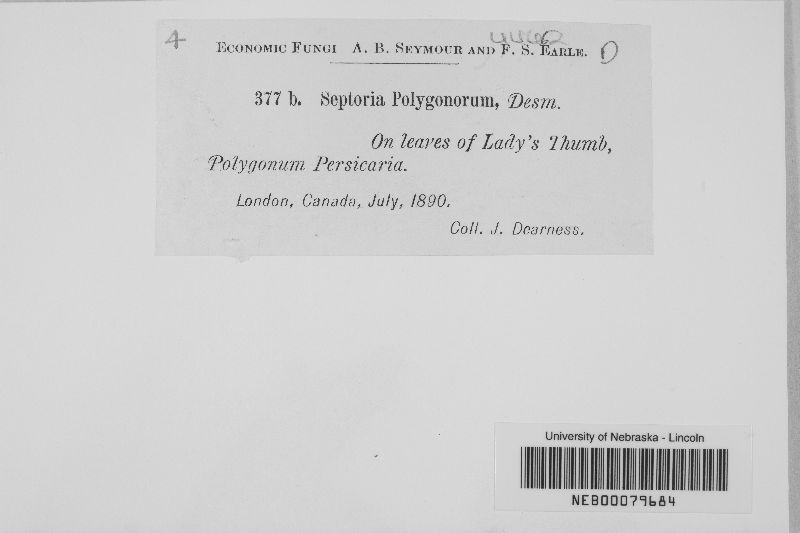 4
Economic Fungi A. B. Seymour and F. S. Earle. D
377 b. Septoria Polygonorum, Desm.
On leaves of Lady's Thumb,
Polygonum Persicaria.
London, Canada, July, 1890.
Coll. J. Dearness.
University of Nebraska - Lincoln
NEB00079684